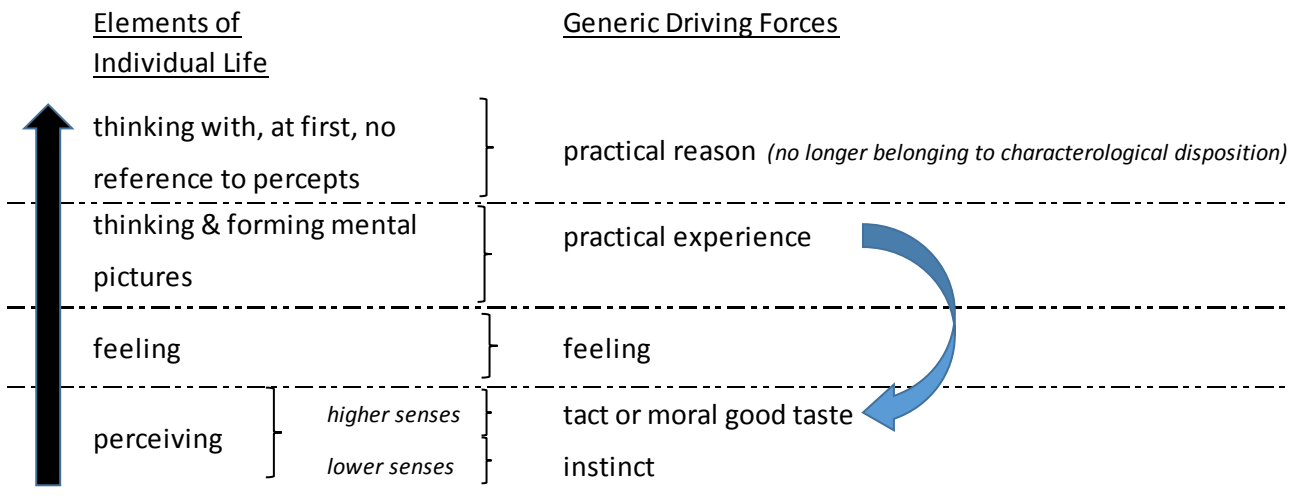 Elements of
Individual Life
Generic Driving Forces
thinking with, at first, no
reference to percepts
practical reason (no longer belonging to characterological disposition)
thinking & forming mental
pictures
practical experience
feeling
feeling
perceiving
higher senses
tact or moral good taste
lower senses
instinct